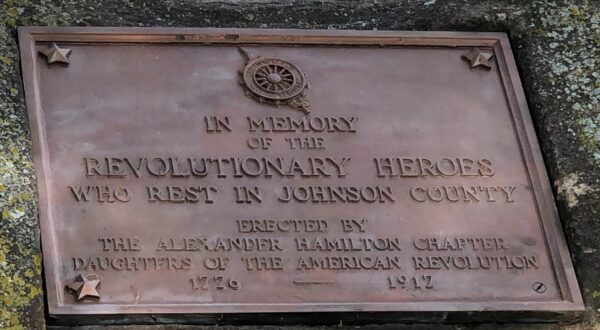 IN MEMORY
OF THE
REVOLUTIONARY HEROES
WHO REST IN JOHNSON COUNTY
ERECTED BY
THE ALEXANDER HAMILTON CHAPTER
DAUGHTERS OF THE AMERICAN REVOLUTION
1776 — 1917